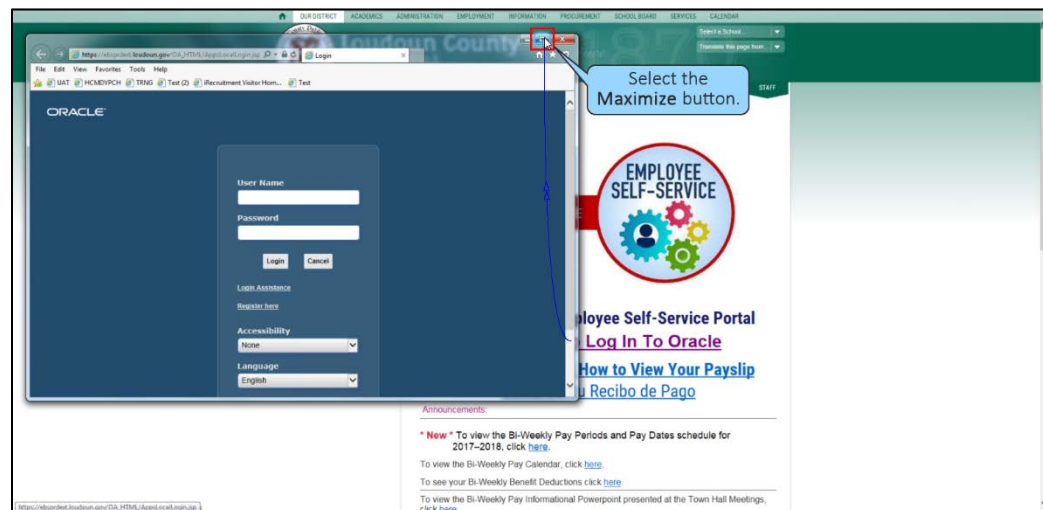 OUR DISTRICT ACADEMICS ADMINISTRATION EMPLOYMENT INFORMATION PROCUREMENT SCHOOL BOARD SERVICES CALENDAR
Select a School...
Loudoun County
Translate this page from...
Login
File Edit View Favorites Tools Help
UAT HCMDVPCH TRNG Test (2) iRecruitment Visitor Hom... Test
Select the
Maximize button.
STAFF
ORACLE
EMPLOYEE
SELF-SERVICE
User Name
Password
Login Cancel
Login Assistance
Register here
Accessibility
None
Language
English
ployee Self-Service Portal
Log In To Oracle
How to View Your Payslip
u Recibo de Pago
Announcements.
* New * To view the Bi-Weekly Pay Periods and Pay Dates schedule for
2017–2018, click here.
To view the Bi-Weekly Pay Calendar, click here.
To see your Bi-Weekly Benefit Deductions click here
To view the Bi-Weekly Pay Informational Powerpoint presented at the Town Hall Meetings,
click here